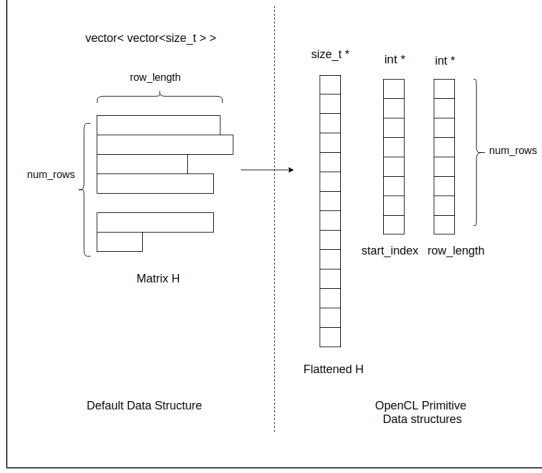 vector< vector<size_t > >
row_length
num_rows
Matrix H
Default Data Structure
size_t *
int *
int *
num_rows
start_index
row_length
Flattened H
OpenCL Primitive
Data structures